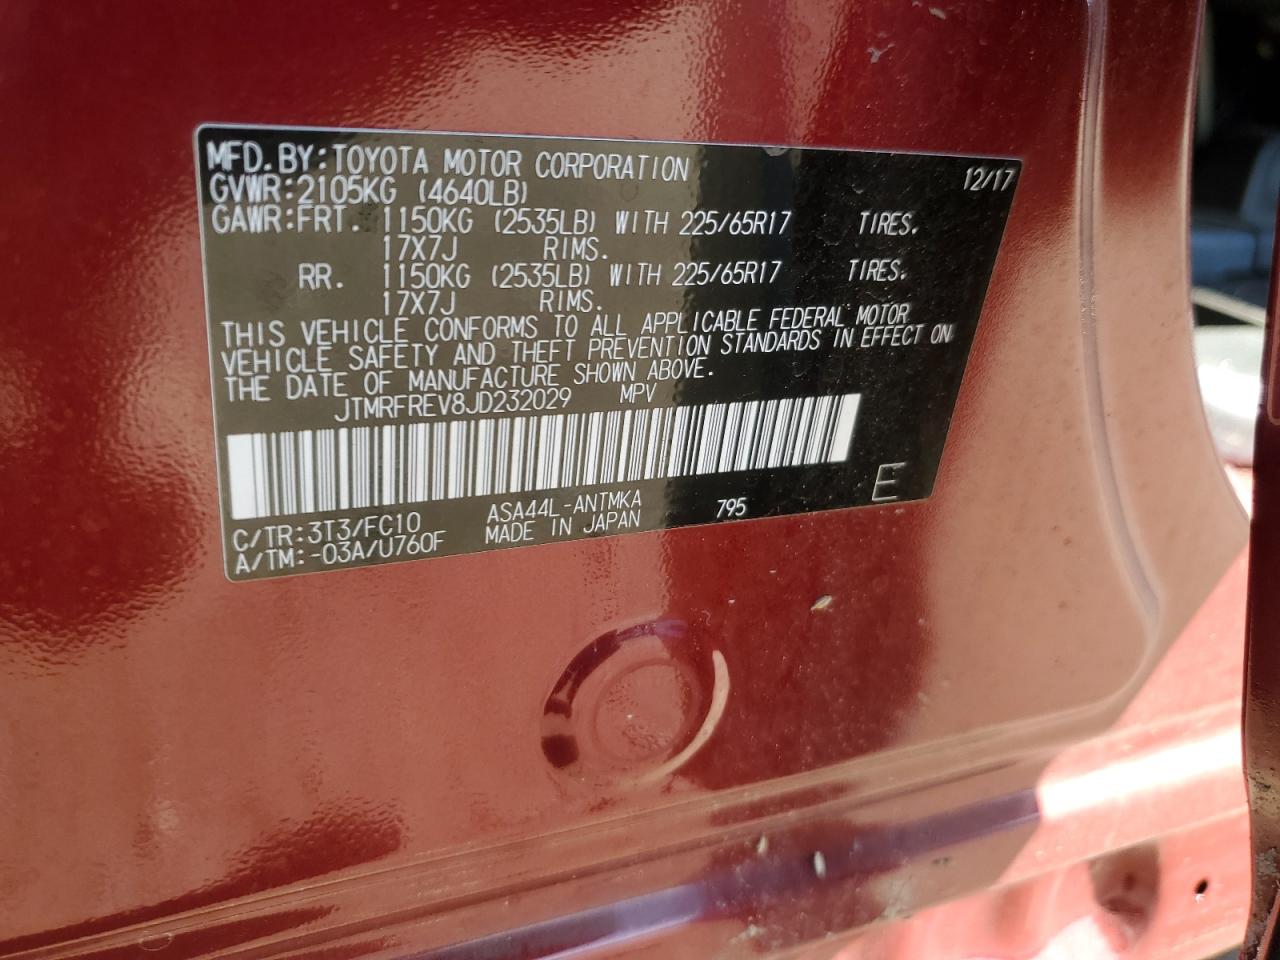 MFD.BY:TOYOTA MOTOR CORPORATION 12/17
GVWR:2105KG (4640LB)
GAWR:FRT. 1150KG (2535LB) WITH 225/65R17 TIRES.
17X7J RIMS.
RR. 1150KG (2535LB) WITH 225/65R17 TIRES.
17X7J RIMS.
THIS VEHICLE CONFORMS TO ALL APPLICABLE FEDERAL MOTOR
VEHICLE SAFETY AND THEFT PREVENTION STANDARDS IN EFFECT ON
THE DATE OF MANUFACTURE SHOWN ABOVE.
JTMRFREV8JD232029 MPV
E
C/TR:3T3/FC10 ASA44L-ANTMKA 795
A/TM:-03A/U760F MADE IN JAPAN